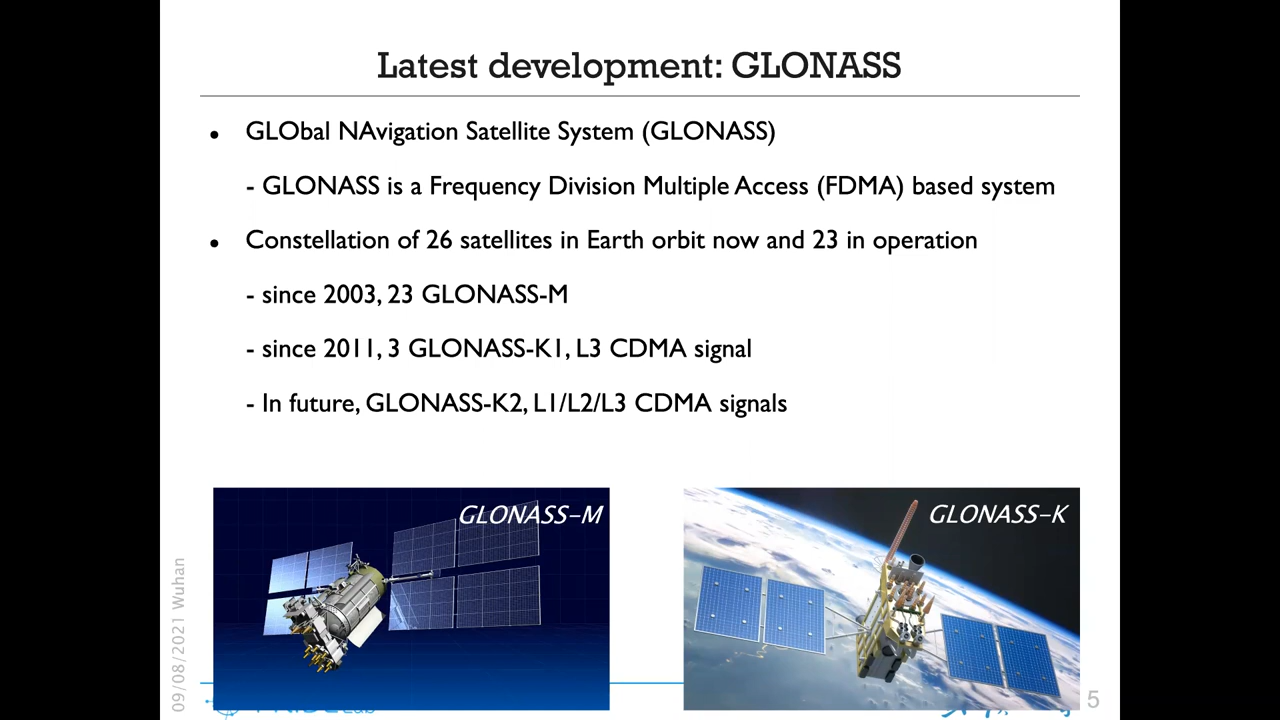 Latest development: GLONASS
• GLObal NAvigation Satellite System (GLONASS)
- GLONASS is a Frequency Division Multiple Access (FDMA) based system
• Constellation of 26 satellites in Earth orbit now and 23 in operation
- since 2003, 23 GLONASS-M
- since 2011, 3 GLONASS-K1, L3 CDMA signal
- In future, GLONASS-K2, L1/L2/L3 CDMA signals
GLONASS-M
GLONASS-K
09/08/2021 Wuhan
5